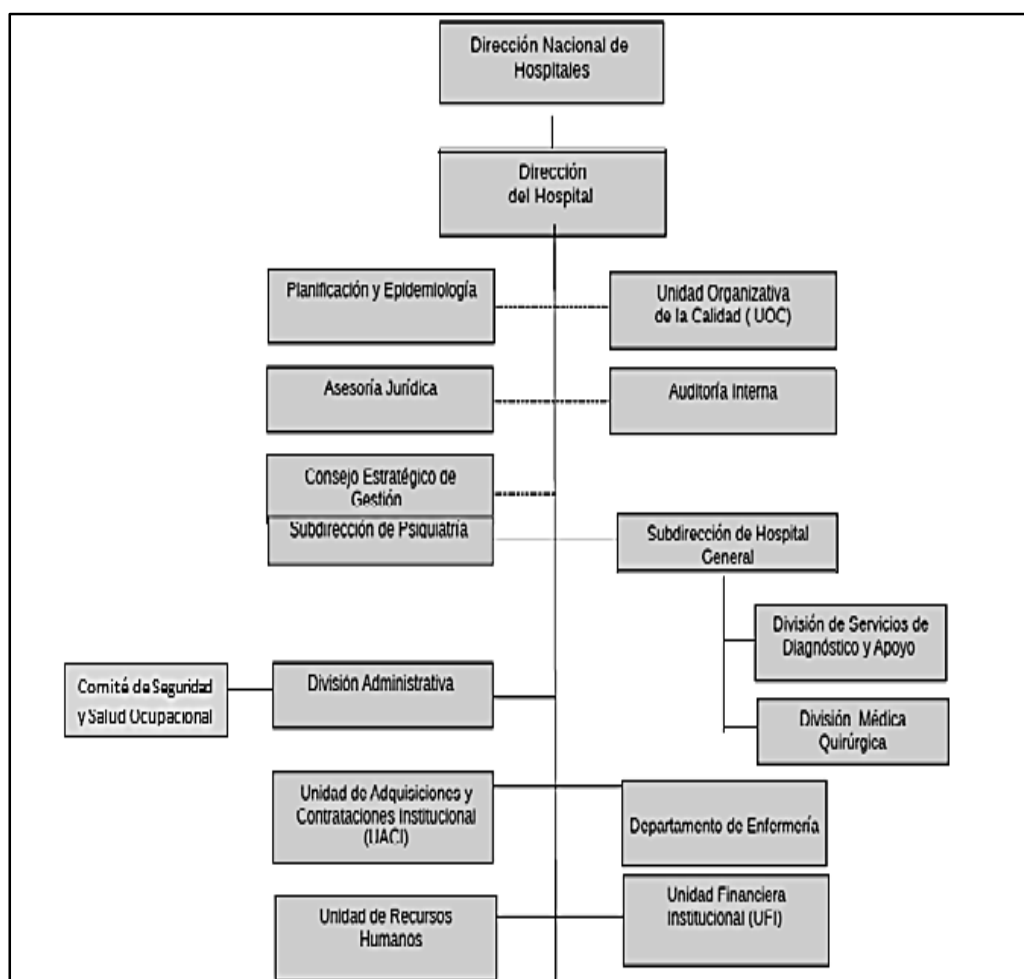 Dirección Nacional de
Hospitales
Dirección
del Hospital
Planificación y Epidemiología
Unidad Organizativa
de la Calidad ( UOC)
Asesoría Jurídica
Auditoría Interna
Consejo Estratégico de
Gestión
Subdirección de Psiquiatría
Subdirección de Hospital
General
División de Servicios de
Diagnóstico y Apoyo
Comité de Seguridad
y Salud Ocupacional
División Administrativa
División Médica
Quirúrgica
Unidad de Adquisiciones y
Contrataciones Institucional
(UACI)
Departamento de Enfermería
Unidad de Recursos
Humanos
Unidad Financiera
Institucional (UFI)